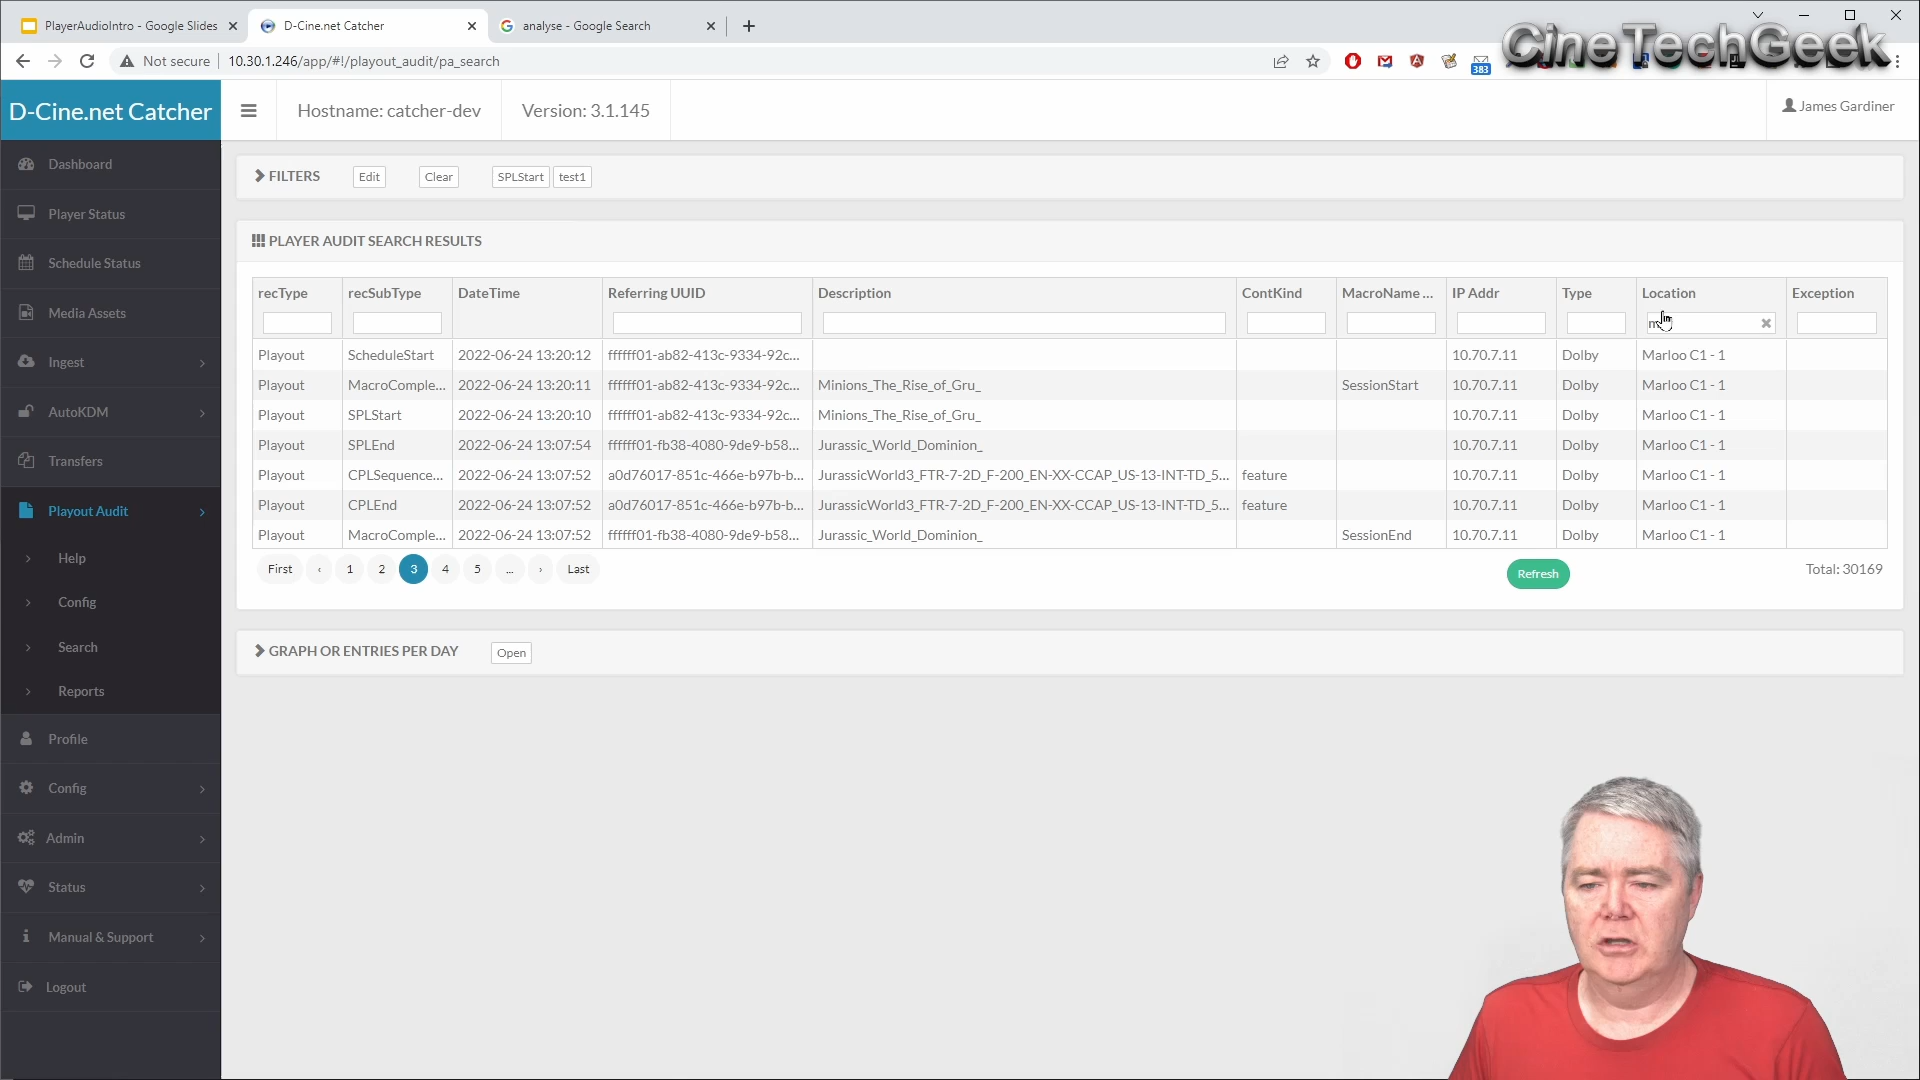 PlayerAudioIntro - Google Slides
D-Cine.net Catcher
analyse - Google Search
Not secure
10.30.1.246/app/#!/playout_audit/pa_search
383
CineTechGeek
D-Cine.net Catcher
Hostname: catcher-dev
Version: 3.1.145
James Gardiner
Dashboard
Player Status
Schedule Status
Media Assets
Ingest
AutoKDM
Transfers
Playout Audit
Help
Config
Search
Reports
Profile
Config
Admin
Status
Manual & Support
Logout
FILTERS Edit Clear SPLStart test1
PLAYER AUDIT SEARCH RESULTS
recType recSubType DateTime Referring UUID Description ContKind MacroName ... IP Addr Type Location Exception
Playout ScheduleStart 2022-06-24 13:20:12 ffffff01-ab82-413c-9334-92c... 10.70.7.11 Dolby Marloo C1 - 1
Playout MacroComple... 2022-06-24 13:20:11 ffffff01-ab82-413c-9334-92c... Minions_The_Rise_of_Gru_ SessionStart 10.70.7.11 Dolby Marloo C1 - 1
Playout SPLStart 2022-06-24 13:20:10 ffffff01-ab82-413c-9334-92c... Minions_The_Rise_of_Gru_ 10.70.7.11 Dolby Marloo C1 - 1
Playout SPLEnd 2022-06-24 13:07:54 ffffff01-fb38-4080-9de9-b58... Jurassic_World_Dominion_ 10.70.7.11 Dolby Marloo C1 - 1
Playout CPLSequence... 2022-06-24 13:07:52 a0d76017-851c-466e-b97b-b... JurassicWorld3_FTR-7-2D_F-200_EN-XX-CCAP_US-13-INT-TD_5... feature 10.70.7.11 Dolby Marloo C1 - 1
Playout CPLEnd 2022-06-24 13:07:52 a0d76017-851c-466e-b97b-b... JurassicWorld3_FTR-7-2D_F-200_EN-XX-CCAP_US-13-INT-TD_5... feature 10.70.7.11 Dolby Marloo C1 - 1
Playout MacroComple... 2022-06-24 13:07:52 ffffff01-fb38-4080-9de9-b58... Jurassic_World_Dominion_ SessionEnd 10.70.7.11 Dolby Marloo C1 - 1
First ‹ 1 2 3 4 5 ... › Last
Refresh
Total: 30169
GRAPH OR ENTRIES PER DAY Open